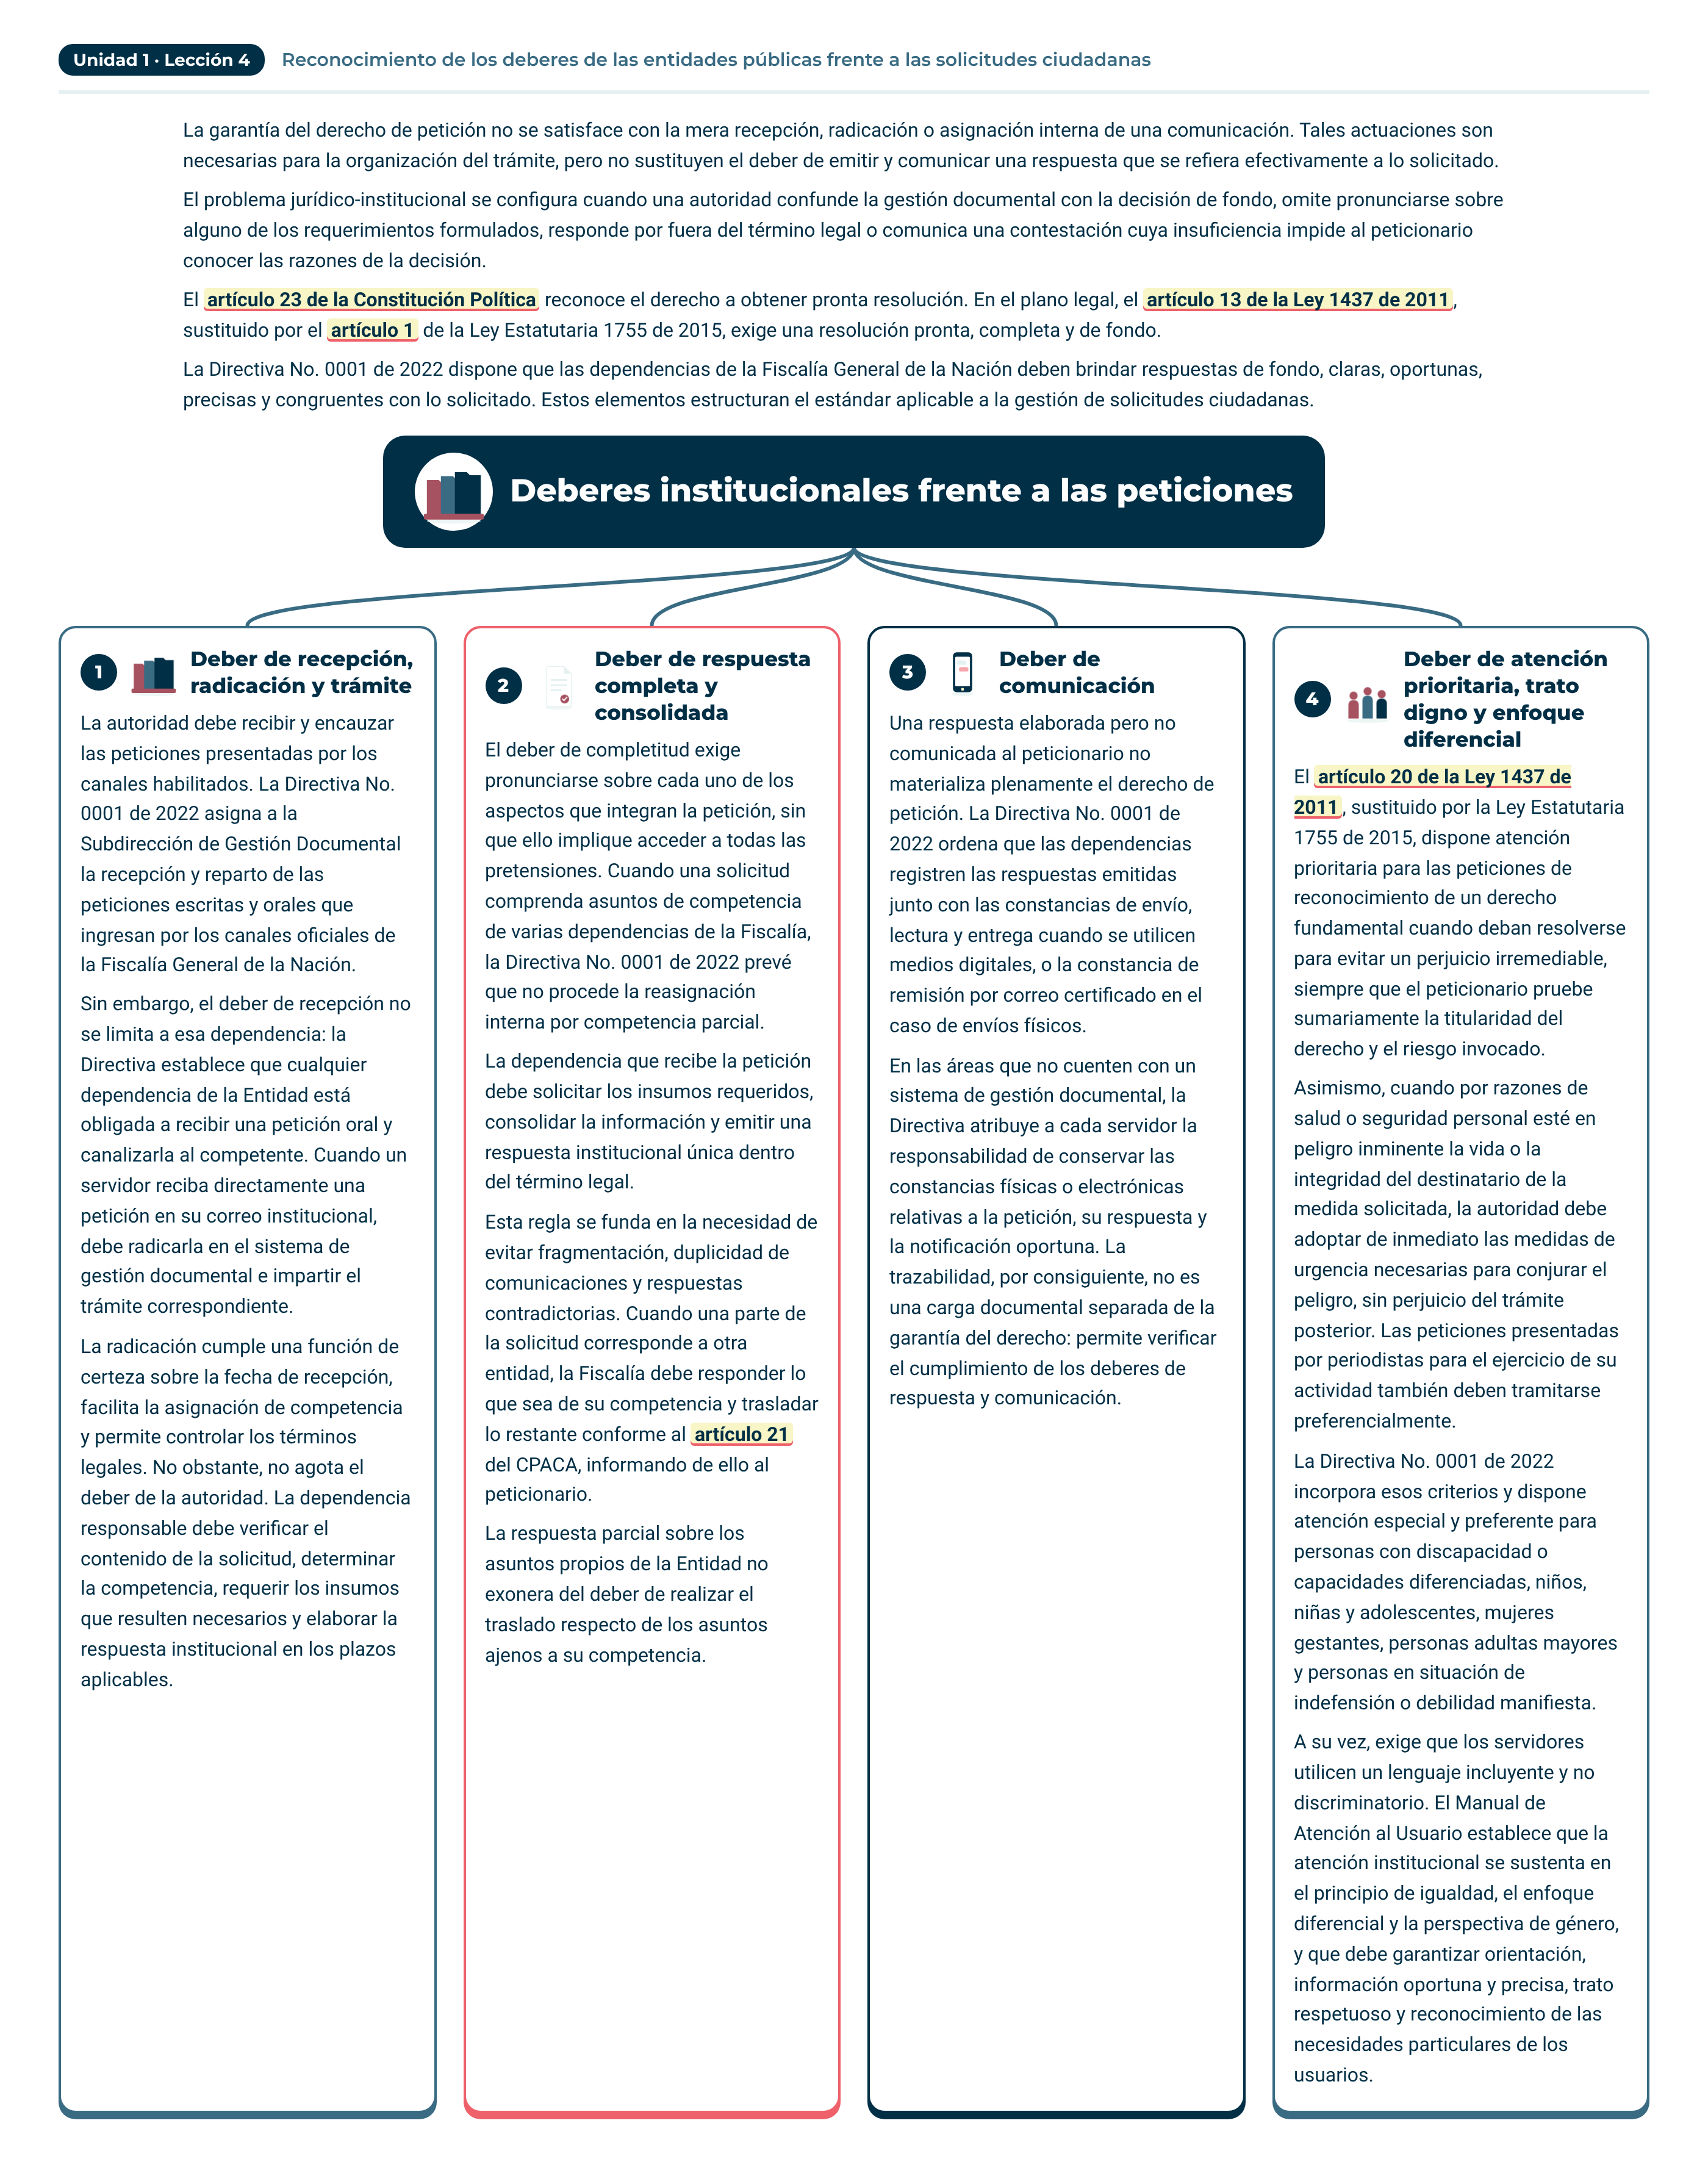 Unidad 1 · Lección 4
Reconocimiento de los deberes de las entidades públicas frente a las solicitudes ciudadanas
La garantía del derecho de petición no se satisface con la mera recepción, radicación o asignación interna de una comunicación. Tales actuaciones son
necesarias para la organización del trámite, pero no sustituyen el deber de emitir y comunicar una respuesta que se refiera efectivamente a lo solicitado.
El problema jurídico-institucional se configura cuando una autoridad confunde la gestión documental con la decisión de fondo, omite pronunciarse sobre
alguno de los requerimientos formulados, responde por fuera del término legal o comunica una contestación cuya insuficiencia impide al peticionario
conocer las razones de la decisión.
El artículo 23 de la Constitución Política reconoce el derecho a obtener pronta resolución. En el plano legal, el artículo 13 de la Ley 1437 de 2011,
sustituido por el artículo 1 de la Ley Estatutaria 1755 de 2015, exige una resolución pronta, completa y de fondo.
La Directiva No. 0001 de 2022 dispone que las dependencias de la Fiscalía General de la Nación deben brindar respuestas de fondo, claras, oportunas,
precisas y congruentes con lo solicitado. Estos elementos estructuran el estándar aplicable a la gestión de solicitudes ciudadanas.
Deberes institucionales frente a las peticiones
1
Deber de recepción,
radicación y trámite
La autoridad debe recibir y encauzar
las peticiones presentadas por los
canales habilitados. La Directiva No.
0001 de 2022 asigna a la
Subdirección de Gestión Documental
la recepción y reparto de las
peticiones escritas y orales que
ingresan por los canales oficiales de
la Fiscalía General de la Nación.
Sin embargo, el deber de recepción no
se limita a esa dependencia: la
Directiva establece que cualquier
dependencia de la Entidad está
obligada a recibir una petición oral y
canalizarla al competente. Cuando un
servidor reciba directamente una
petición en su correo institucional,
debe radicarla en el sistema de
gestión documental e impartir el
trámite correspondiente.
La radicación cumple una función de
certeza sobre la fecha de recepción,
facilita la asignación de competencia
y permite controlar los términos
legales. No obstante, no agota el
deber de la autoridad. La dependencia
responsable debe verificar el
contenido de la solicitud, determinar
la competencia, requerir los insumos
que resulten necesarios y elaborar la
respuesta institucional en los plazos
aplicables.
2
Deber de respuesta
completa y
consolidada
El deber de completitud exige
pronunciarse sobre cada uno de los
aspectos que integran la petición, sin
que ello implique acceder a todas las
pretensiones. Cuando una solicitud
comprenda asuntos de competencia
de varias dependencias de la Fiscalía,
la Directiva No. 0001 de 2022 prevé
que no procede la reasignación
interna por competencia parcial.
La dependencia que recibe la petición
debe solicitar los insumos requeridos,
consolidar la información y emitir una
respuesta institucional única dentro
del término legal.
Esta regla se funda en la necesidad de
evitar fragmentación, duplicidad de
comunicaciones y respuestas
contradictorias. Cuando una parte de
la solicitud corresponde a otra
entidad, la Fiscalía debe responder lo
que sea de su competencia y trasladar
lo restante conforme al artículo 21
del CPACA, informando de ello al
peticionario.
La respuesta parcial sobre los
asuntos propios de la Entidad no
exonera del deber de realizar el
traslado respecto de los asuntos
ajenos a su competencia.
3
Deber de
comunicación
Una respuesta elaborada pero no
comunicada al peticionario no
materializa plenamente el derecho de
petición. La Directiva No. 0001 de
2022 ordena que las dependencias
registren las respuestas emitidas
junto con las constancias de envío,
lectura y entrega cuando se utilicen
medios digitales, o la constancia de
remisión por correo certificado en el
caso de envíos físicos.
En las áreas que no cuenten con un
sistema de gestión documental, la
Directiva atribuye a cada servidor la
responsabilidad de conservar las
constancias físicas o electrónicas
relativas a la petición, su respuesta y
la notificación oportuna. La
trazabilidad, por consiguiente, no es
una carga documental separada de la
garantía del derecho: permite verificar
el cumplimiento de los deberes de
respuesta y comunicación.
4
Deber de atención
prioritaria, trato
digno y enfoque
diferencial
El artículo 20 de la Ley 1437 de
2011, sustituido por la Ley Estatutaria
1755 de 2015, dispone atención
prioritaria para las peticiones de
reconocimiento de un derecho
fundamental cuando deban resolverse
para evitar un perjuicio irremediable,
siempre que el peticionario pruebe
sumariamente la titularidad del
derecho y el riesgo invocado.
Asimismo, cuando por razones de
salud o seguridad personal esté en
peligro inminente la vida o la
integridad del destinatario de la
medida solicitada, la autoridad debe
adoptar de inmediato las medidas de
urgencia necesarias para conjurar el
peligro, sin perjuicio del trámite
posterior. Las peticiones presentadas
por periodistas para el ejercicio de su
actividad también deben tramitarse
preferencialmente.
La Directiva No. 0001 de 2022
incorpora esos criterios y dispone
atención especial y preferente para
personas con discapacidad o
capacidades diferenciadas, niños,
niñas y adolescentes, mujeres
gestantes, personas adultas mayores
y personas en situación de
indefensión o debilidad manifiesta.
A su vez, exige que los servidores
utilicen un lenguaje incluyente y no
discriminatorio. El Manual de
Atención al Usuario establece que la
atención institucional se sustenta en
el principio de igualdad, el enfoque
diferencial y la perspectiva de género,
y que debe garantizar orientación,
información oportuna y precisa, trato
respetuoso y reconocimiento de las
necesidades particulares de los
usuarios.